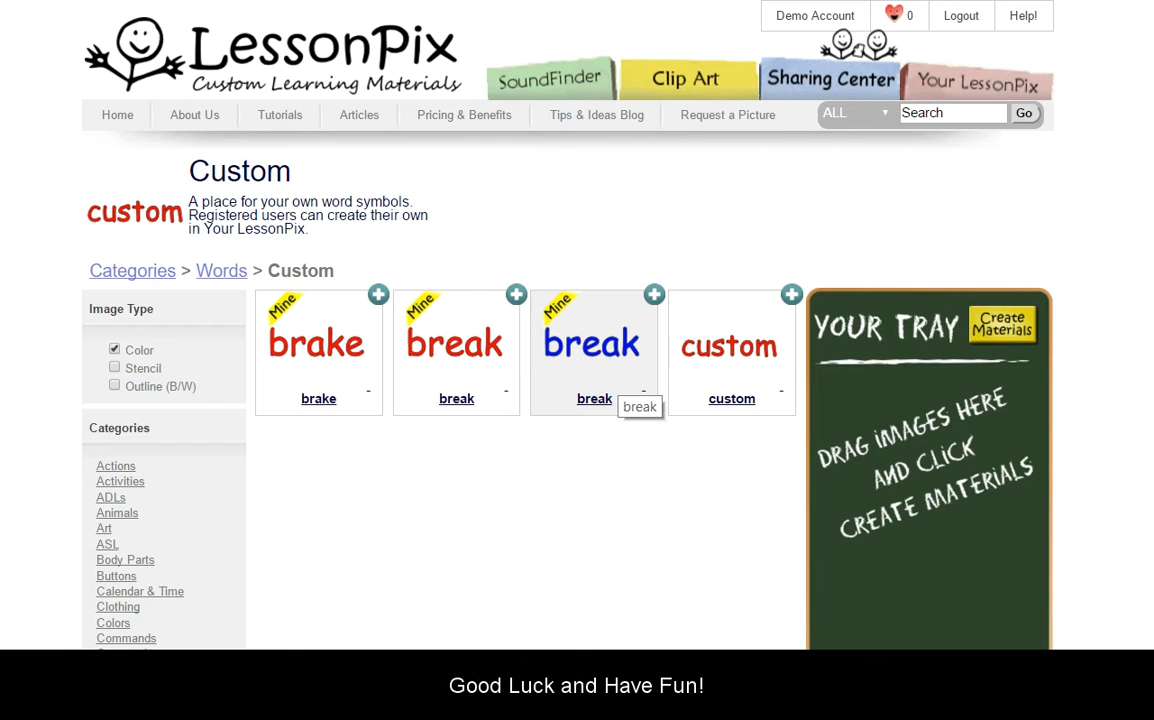 Demo Account
0
Logout
Help!
LessonPix
Custom Learning Materials
SoundFinder
Clip Art
Sharing Center
Your LessonPix
Home
About Us
Tutorials
Articles
Pricing & Benefits
Tips & Ideas Blog
Request a Picture
ALL
Search
Go
Custom
custom
A place for your own word symbols.
Registered users can create their own
in Your LessonPix.
Categories > Words > Custom
Image Type
Color
Stencil
Outline (B/W)
Categories
Actions
Activities
ADLs
Animals
Art
ASL
Body Parts
Buttons
Calendar & Time
Clothing
Colors
Commands
Mine
brake
-
brake
Mine
break
-
break
Mine
break
-
break
break
custom
-
custom
YOUR TRAY
Create
Materials
DRAG IMAGES HERE
AND CLICK
CREATE MATERIALS
Good Luck and Have Fun!